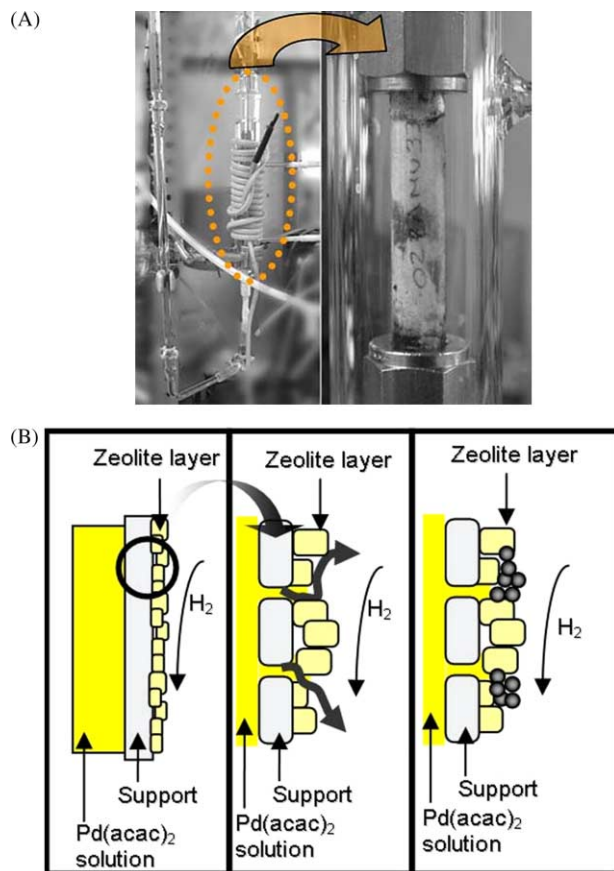 (A)
(B)
Zeolite layer
H2
Support
Pd(acac)2
solution
Zeolite layer
H2
Support
Pd(acac)2
solution
Zeolite layer
H2
Support
Pd(acac)2
solution